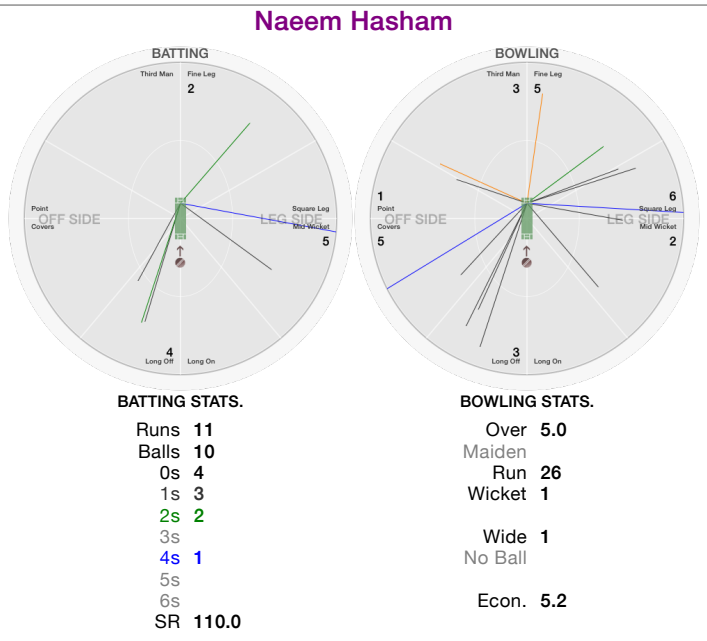 Naeem Hasham
BATTING
BOWLING
Third Man
Fine Leg
2
Point
OFF SIDE
Covers
Square Leg
LEG SIDE
Mid Wicket
5
4
Long Off
Long On
Third Man
Fine Leg
3
5
1
Point
OFF SIDE
Covers
5
6
Square Leg
LEG SIDE
Mid Wicket
2
3
Long Off
Long On
BATTING STATS.
Runs 11
Balls 10
0s 4
1s 3
2s 2
3s
4s 1
5s
6s
SR 110.0
BOWLING STATS.
Over 5.0
Maiden
Run 26
Wicket 1
Wide 1
No Ball
Econ. 5.2